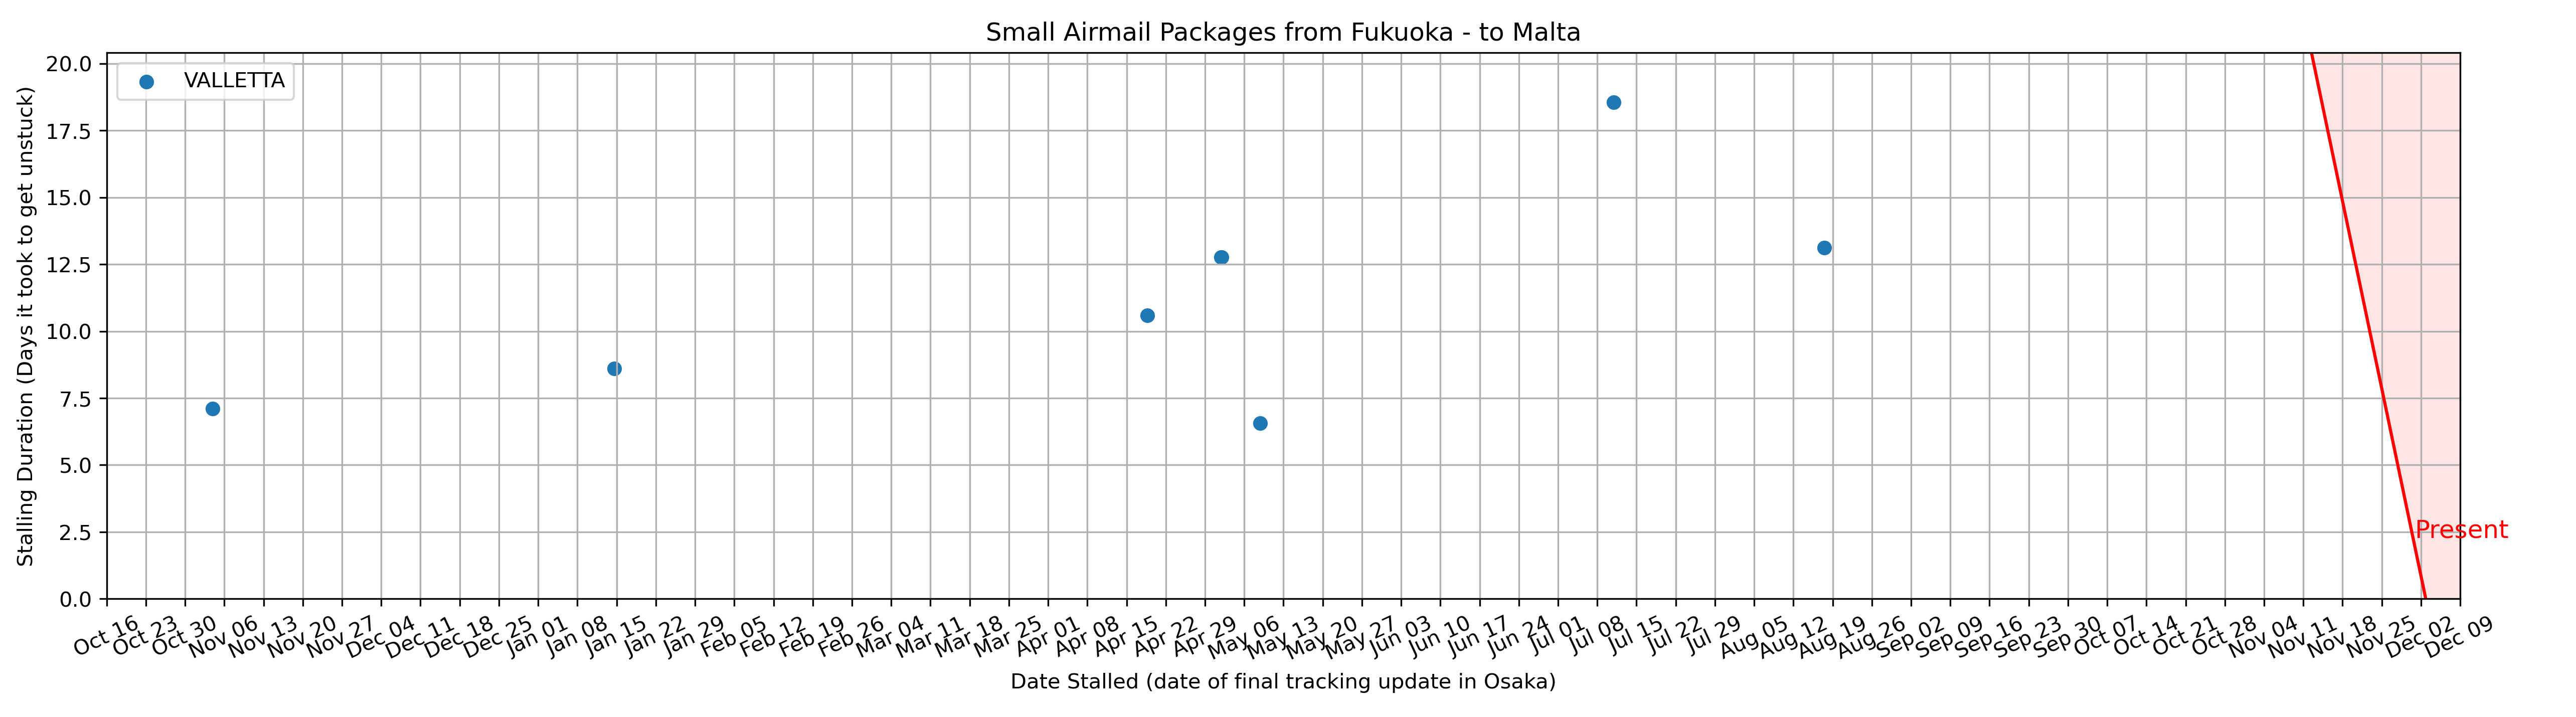 Small Airmail Packages from Fukuoka - to Malta
VALLETTA
Stalling Duration (Days it took to get unstuck)
20.0
17.5
15.0
12.5
10.0
7.5
5.0
2.5
0.0
Present
Oct 16 Oct 23 Oct 30 Nov 06 Nov 13 Nov 20 Nov 27 Dec 04 Dec 11 Dec 18 Dec 25 Jan 01 Jan 08 Jan 15 Jan 22 Jan 29 Feb 05 Feb 12 Feb 19 Feb 26 Mar 04 Mar 11 Mar 18 Mar 25 Apr 01 Apr 08 Apr 15 Apr 22 Apr 29 May 06 May 13 May 20 May 27 Jun 03 Jun 10 Jun 17 Jun 24 Jul 01 Jul 08 Jul 15 Jul 22 Jul 29 Aug 05 Aug 12 Aug 19 Aug 26 Sep 02 Sep 09 Sep 16 Sep 23 Sep 30 Oct 07 Oct 14 Oct 21 Oct 28 Nov 04 Nov 11 Nov 18 Nov 25 Dec 02 Dec 09
Date Stalled (date of final tracking update in Osaka)